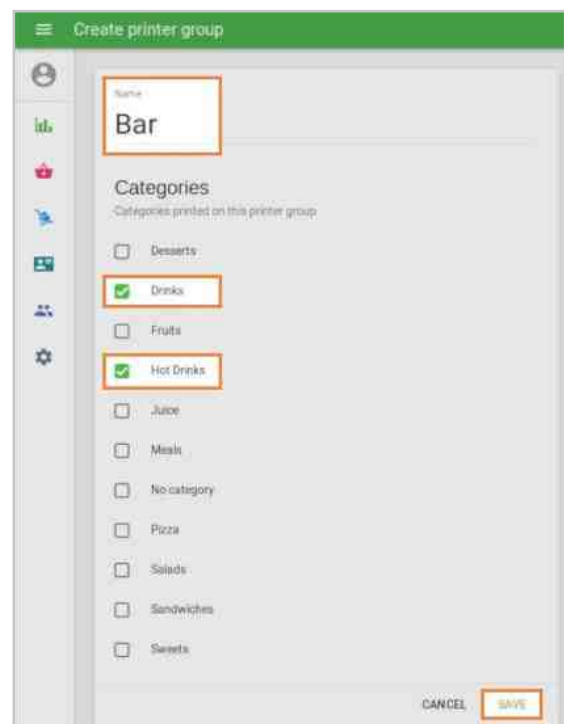 Create printer group
Name
Bar
Categories
Categories printed on this printer group
Desserts
Drinks
Fruits
Hot Drinks
Juice
Meals
No category
Pizza
Salads
Sandwiches
Sweets
CANCEL SAVE